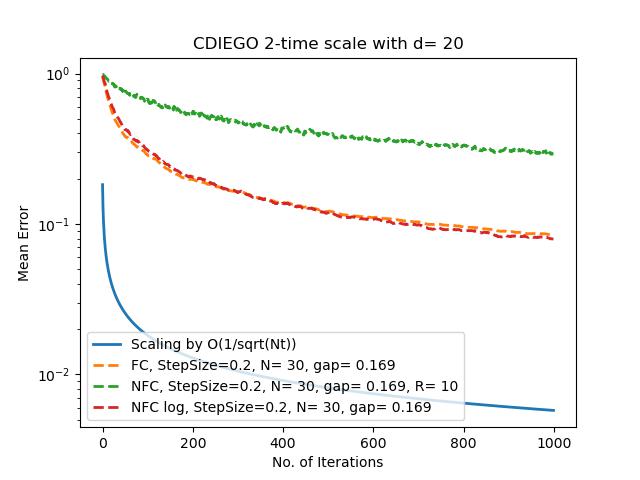 CDIEGO 2-time scale with d= 20
10⁰
10⁻¹
10⁻²
Mean Error
Scaling by O(1/sqrt(Nt))
FC, StepSize=0.2, N= 30, gap= 0.169
NFC, StepSize=0.2, N= 30, gap= 0.169, R= 10
NFC log, StepSize=0.2, N= 30, gap= 0.169
0 200 400 600 800 1000
No. of Iterations